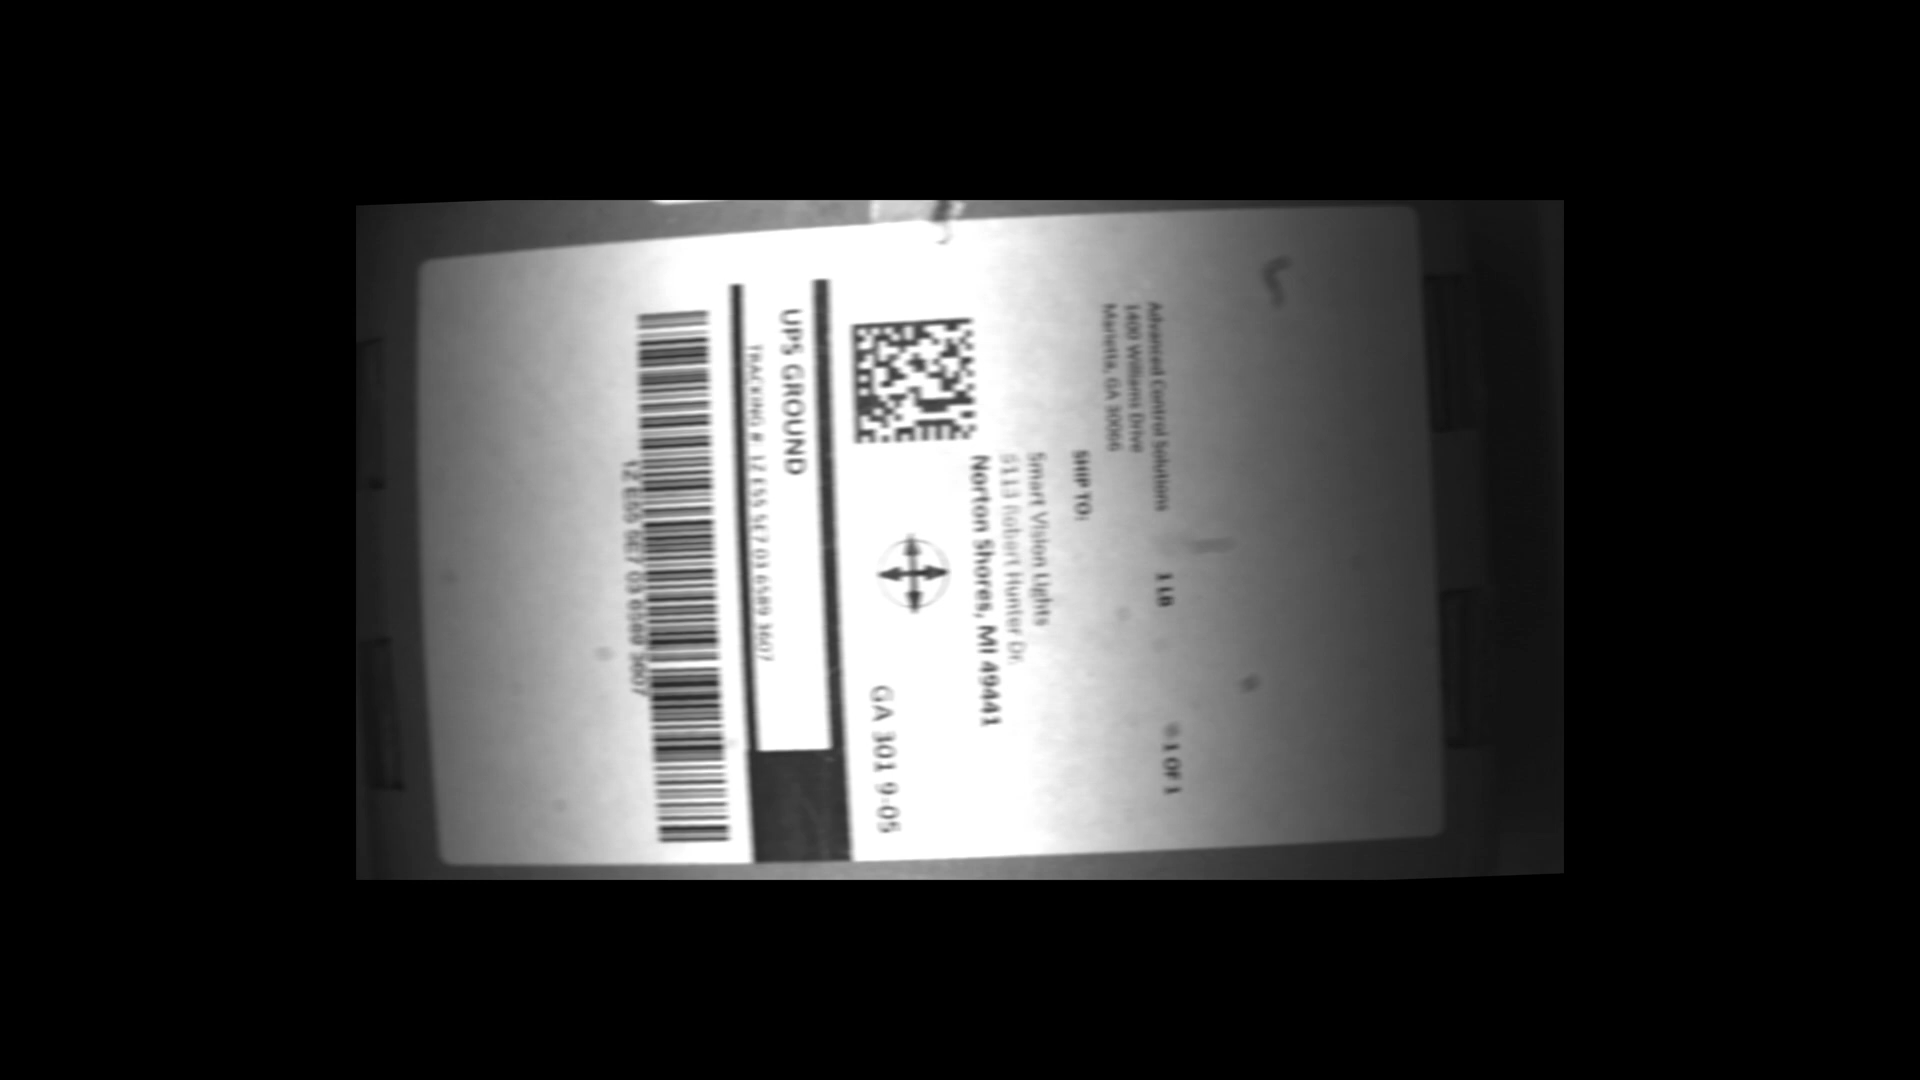 Advanced Control Solutions 1 LB 1 OF 1
1400 Williams Drive
Marietta, GA 30066
SHIP TO:
Smart Vision Lights
5113 Robert Hunter Dr.
Norton Shores, MI 49441
GA 301 9-05
UPS GROUND
TRACKING #: 1Z E55 5E7 03 6589 3607
1Z E55 5E7 03 6589 3607